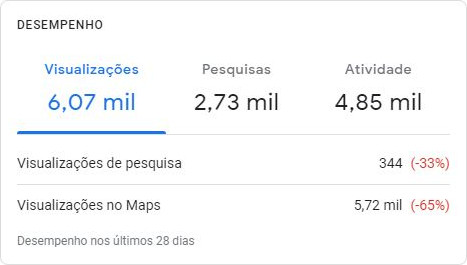 DESEMPENHO
Visualizações Pesquisas Atividade
6,07 mil 2,73 mil 4,85 mil
Visualizações de pesquisa 344 (-33%)
Visualizações no Maps 5,72 mil (-65%)
Desempenho nos últimos 28 dias